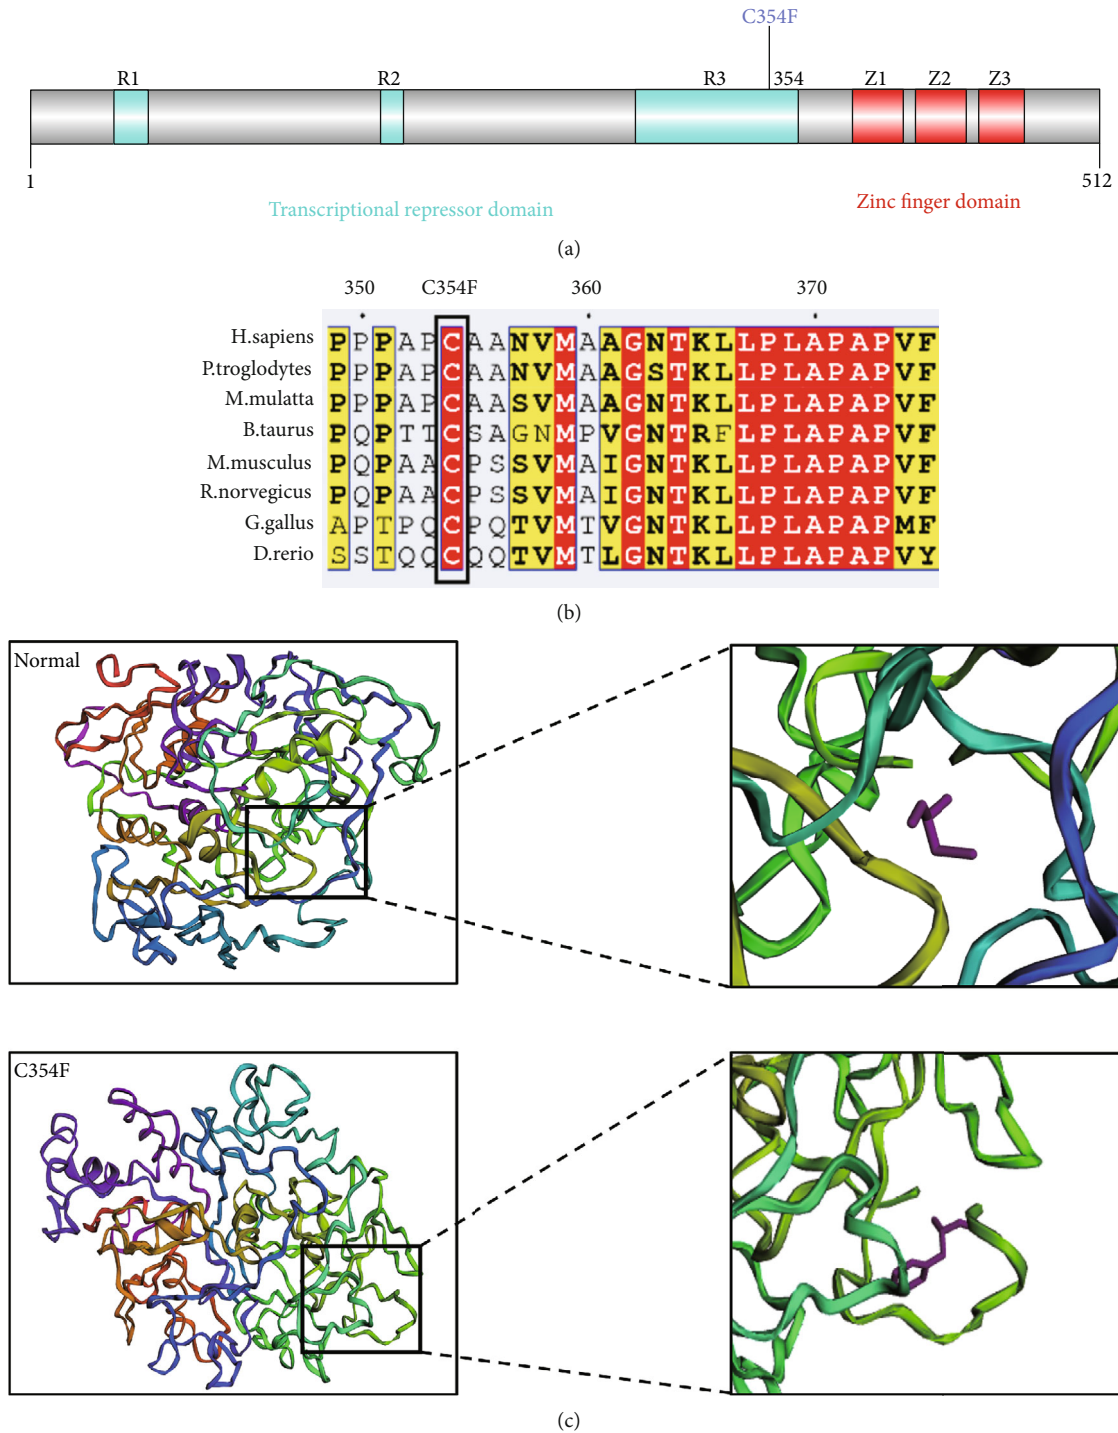 C354F
R1 R2 R3 354 Z1 Z2 Z3
1 512
Transcriptional repressor domain Zinc finger domain
(a)
350 C354F 360 370
H.sapiens PPPAPCAANVMAAGNTKLLPLAPAPVF
P.troglodytes PPPAPCAANVMAAGSTKLLPLAPAPVF
M.mulatta PPPAPCAASVMAAGNTKLLPLAPAPVF
B.taurus PQPTTCSAGNMPVGNTRFLPLAPAPVF
M.musculus PQPAACPSSVMAIGNTKLLPLAPAPVF
R.norvegicus PQPAACPSSVMAIGNTKLLPLAPAPVF
G.gallus APTPQCPQTVMTVGNTKLLPLAPAPMF
D.rerio SSTQQCQQTVMTLGNTKLLPLAPAPVY
(b)
Normal
C354F
(c)